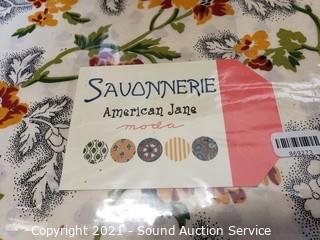 SAVONNERIE
American Jane
moda
Copyright 2021 - Sound Auction Service